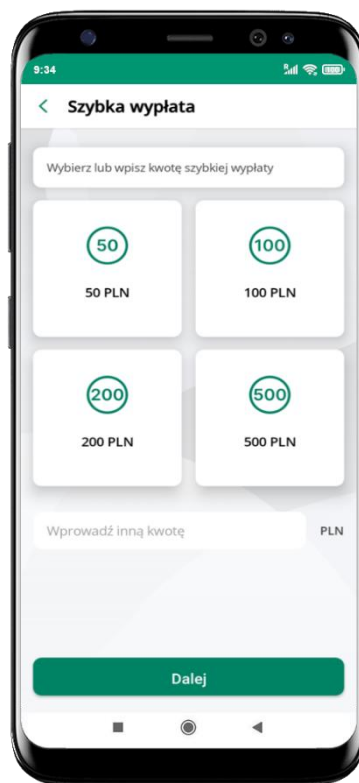 9:34
Szybka wypłata
Wybierz lub wpisz kwotę szybkiej wypłaty
50
100
50 PLN
100 PLN
200
500
200 PLN
500 PLN
Wprowadź inną kwotę
PLN
Dalej